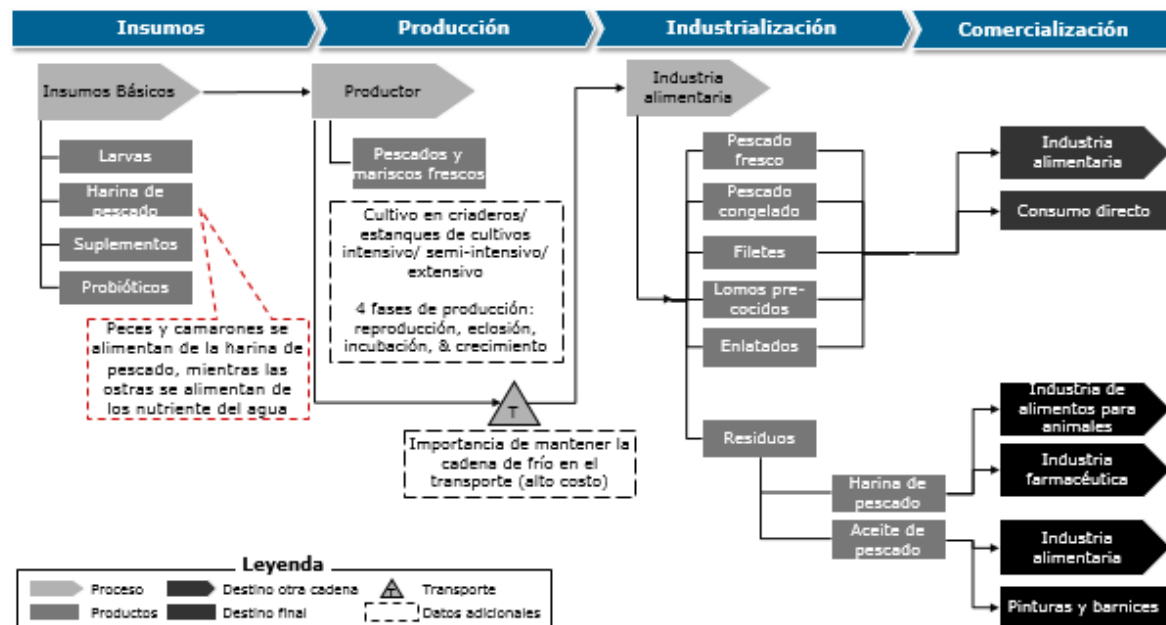 Insumos
Producción
Industrialización
Comercialización
Insumos Básicos
Larvas
Harina de
pescado
Suplementos
Probióticos
Peces y camarones se
alimentan de la harina de
pescado, mientras las
ostras se alimentan de
los nutriente del agua
Productor
Pescados y
mariscos frescos
Cultivo en criaderos/
estanques de cultivos
intensivo/ semi-intensivo/
extensivo
4 fases de producción:
reproducción, eclosión,
incubación, & crecimiento
T
Importancia de mantener la
cadena de frío en el
transporte (alto costo)
Industria
alimentaria
Pescado
fresco
Pescado
congelado
Filetes
Lomos pre-
cocidos
Enlatados
Residuos
Harina de
pescado
Aceite de
pescado
Industria
alimentaria
Consumo directo
Industria de
alimentos para
animales
Industria
farmacéutica
Industria
alimentaria
Pinturas y barnices
Leyenda
Proceso
Destino otra cadena
T
Transporte
Productos
Destino final
Datos adicionales